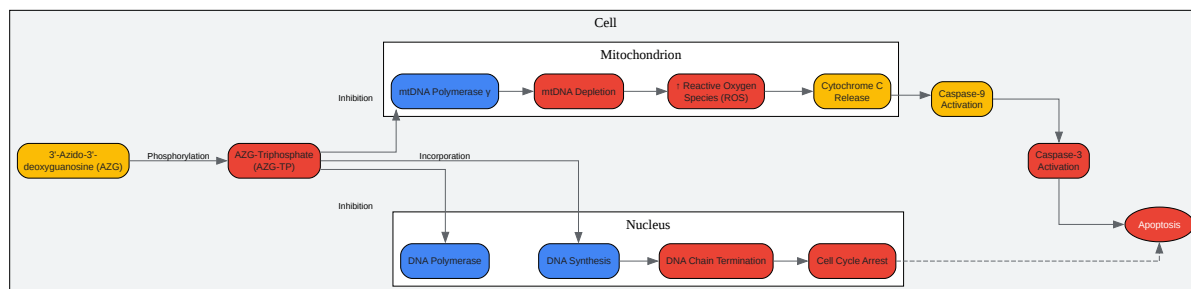 Cell
Mitochondrion
mtDNA Polymerase γ
mtDNA Depletion
↑ Reactive Oxygen
Species (ROS)
Cytochrome C
Release
Caspase-9
Activation
Inhibition
3'-Azido-3'-
deoxyguanosine (AZG)
Phosphorylation
AZG-Triphosphate
(AZG-TP)
Incorporation
Caspase-3
Activation
Inhibition
Nucleus
Apoptosis
DNA Polymerase
DNA Synthesis
DNA Chain Termination
Cell Cycle Arrest